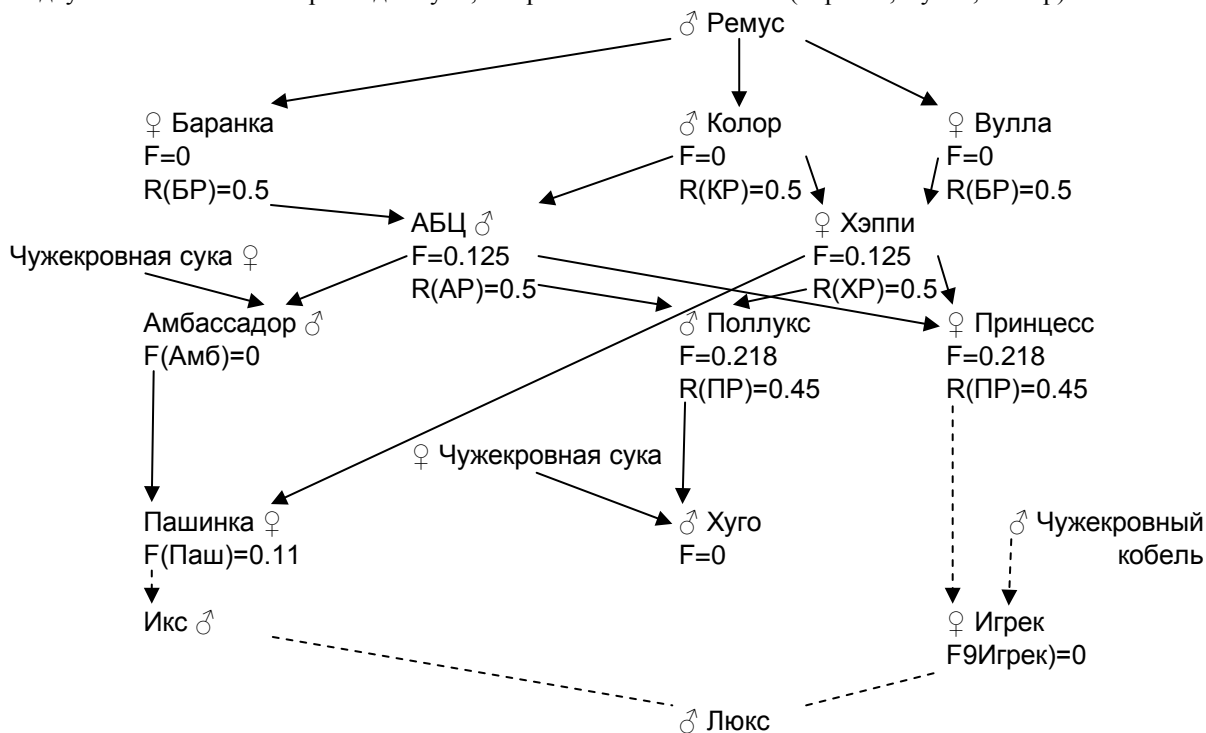 ♂ Ремус
♀ Баранка
F=0
R(БР)=0.5
♂ Колор
F=0
R(КР)=0.5
♀ Вулла
F=0
R(БР)=0.5
АБЦ ♂
F=0.125
R(АР)=0.5
♀ Хэппи
F=0.125
R(ХР)=0.5
Чужекровная сука ♀
Амбассадор ♂
F(Амб)=0
♂ Поллукс
F=0.218
R(ПР)=0.45
♀ Принцесс
F=0.218
R(ПР)=0.45
♀ Чужекровная сука
Пашинка ♀
F(Паш)=0.11
♂ Хуго
F=0
♂ Чужекровный
кобель
Икс ♂
♀ Игрек
F9Игрек)=0
♂ Люкс